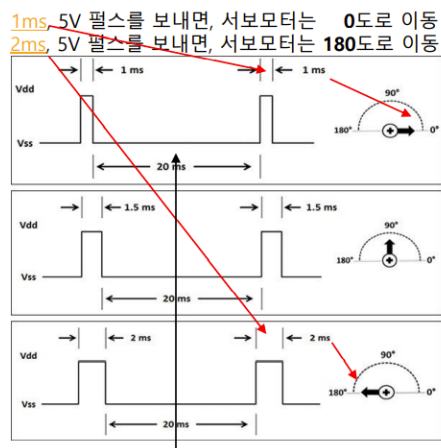 1ms, 5V 펄스를 보내면, 서보모터는 0도로 이동
2ms, 5V 펄스를 보내면, 서보모터는 180도로 이동
1 ms 1 ms
Vdd
Vss
20 ms
90°
180° 0°
1.5 ms 1.5 ms
Vdd
Vss
20 ms
90°
180° 0°
2 ms 2 ms
Vdd
Vss
20 ms
90°
180° 0°